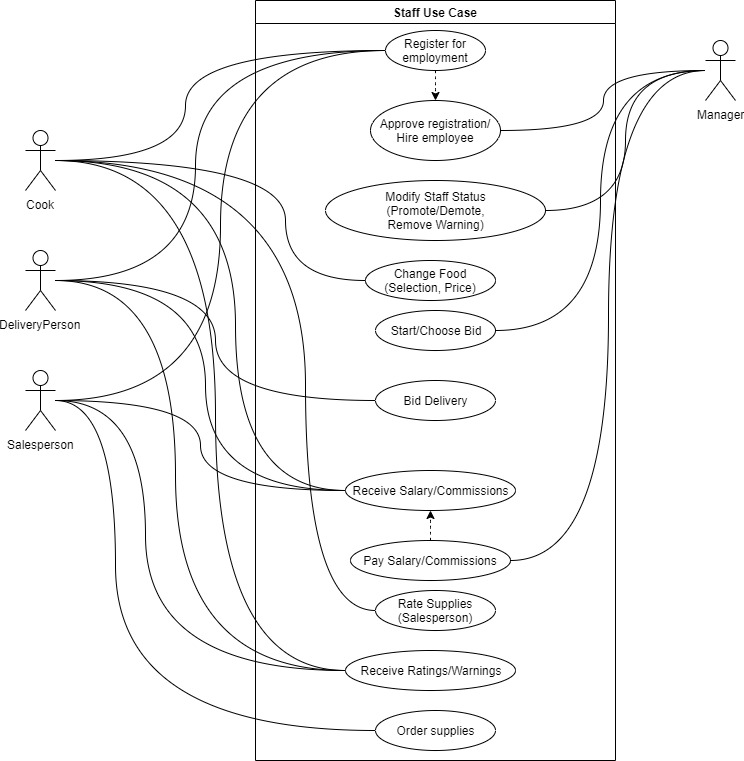 Staff Use Case
Register for
employment
Manager
Approve registration/
Hire employee
Cook
Modify Staff Status
(Promote/Demote,
Remove Warning)
Change Food
(Selection, Price)
DeliveryPerson
Start/Choose Bid
Bid Delivery
Salesperson
Receive Salary/Commissions
Pay Salary/Commissions
Rate Supplies
(Salesperson)
Receive Ratings/Warnings
Order supplies